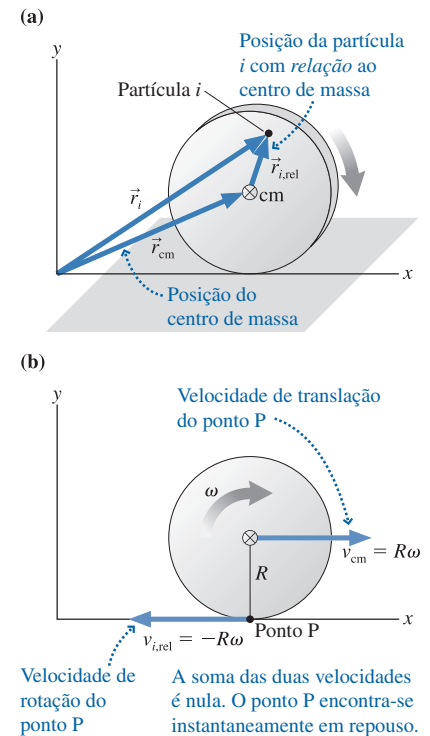 (a)
y
Posição da partícula
i com relação ao
centro de massa
Partícula i
r⃗i,rel
cm
r⃗i
r⃗cm
x
Posição do
centro de massa
(b)
y
Velocidade de translação
do ponto P
ω
vcm = Rω
R
x
Ponto P
vi,rel = −Rω
Velocidade de
rotação do
ponto P
A soma das duas velocidades
é nula. O ponto P encontra-se
instantaneamente em repouso.